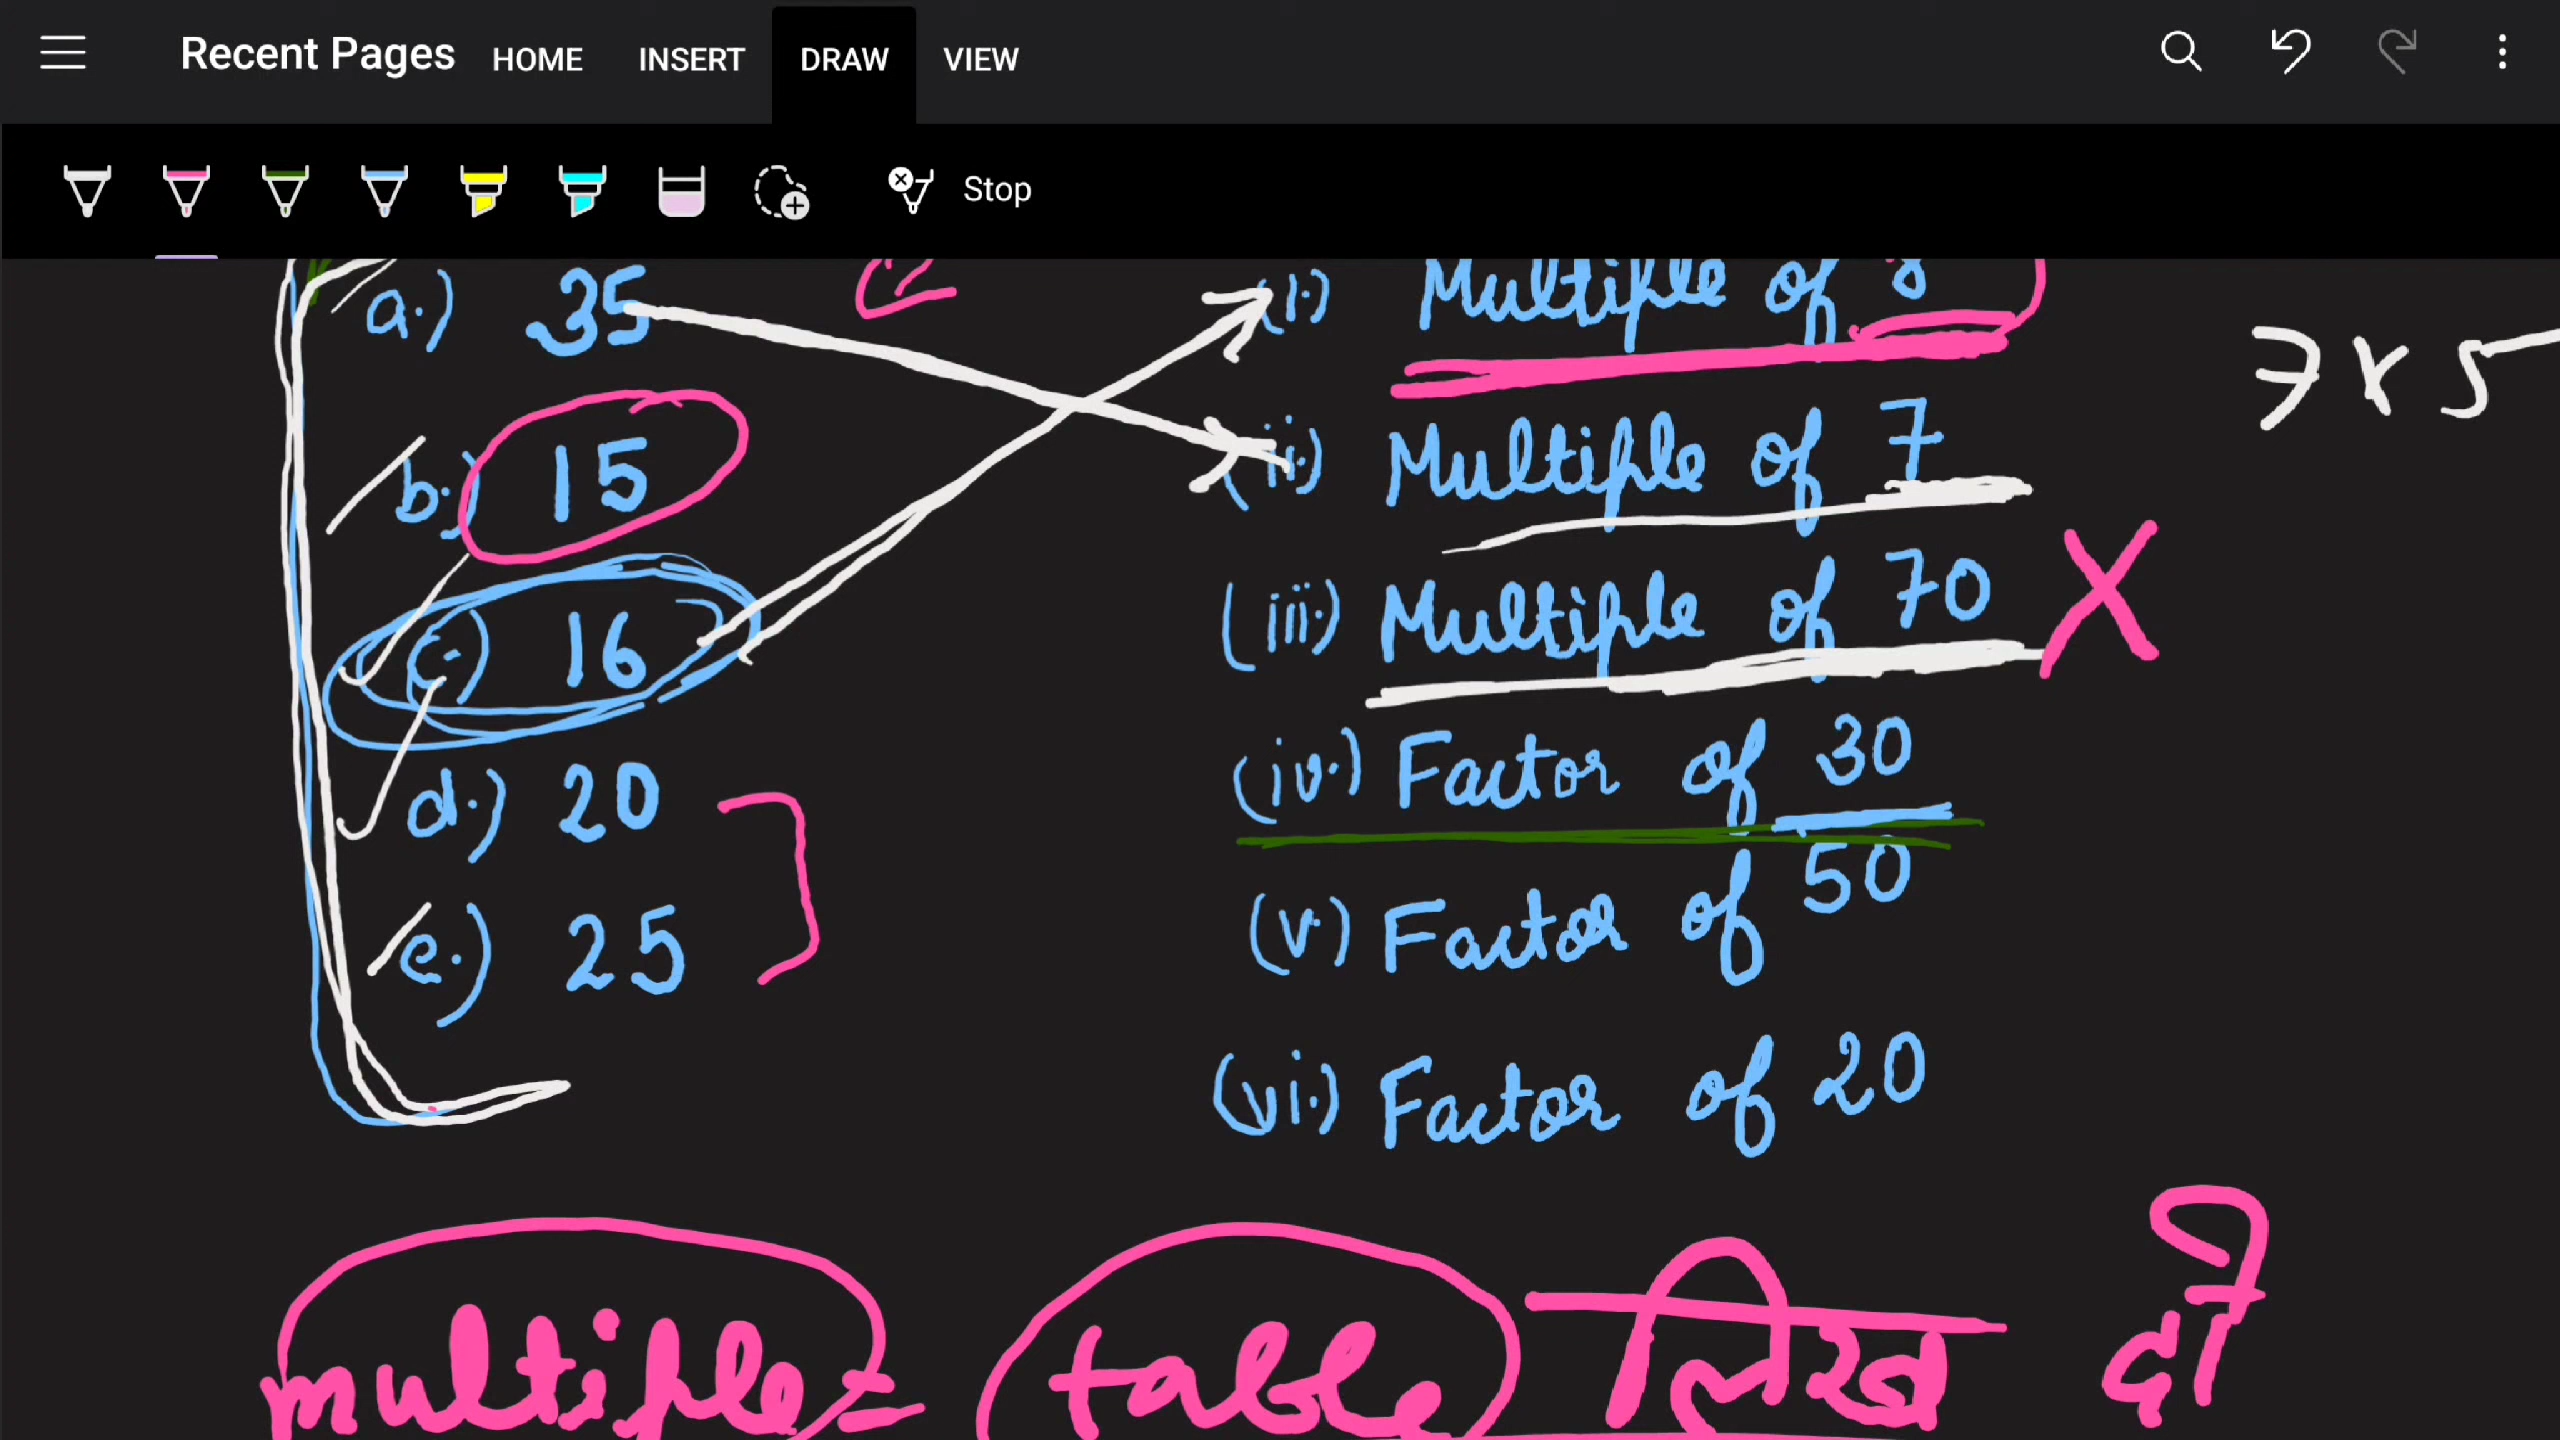 Recent Pages HOME INSERT DRAW VIEW
Stop
a.) 35 (i.) Multiple of 8
7 x 5
b.) 15 (ii.) Multiple of 7
c.) 16 (iii.) Multiple of 70 X
d.) 20 (iv.) Factor of 30
e.) 25 (v.) Factor of 50
(vi.) Factor of 20
multiple = table लिख दो